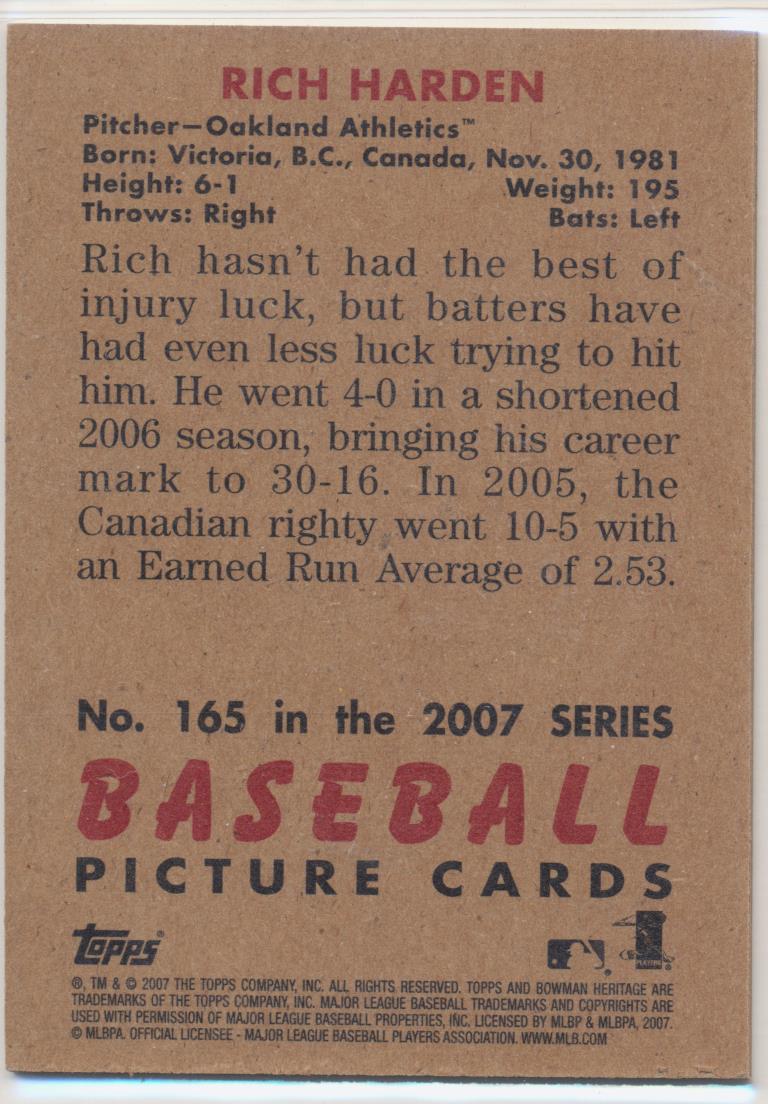 RICH HARDEN
Pitcher—Oakland Athletics™
Born: Victoria, B.C., Canada, Nov. 30, 1981
Height: 6-1 Weight: 195
Throws: Right Bats: Left
Rich hasn't had the best of
injury luck, but batters have
had even less luck trying to hit
him. He went 4-0 in a shortened
2006 season, bringing his career
mark to 30-16. In 2005, the
Canadian righty went 10-5 with
an Earned Run Average of 2.53.
No. 165 in the 2007 SERIES
BASEBALL
PICTURE CARDS
Topps®
PLAYERS
®, TM & © 2007 THE TOPPS COMPANY, INC. ALL RIGHTS RESERVED. TOPPS AND BOWMAN HERITAGE ARE
TRADEMARKS OF THE TOPPS COMPANY, INC. MAJOR LEAGUE BASEBALL TRADEMARKS AND COPYRIGHTS ARE
USED WITH PERMISSION OF MAJOR LEAGUE BASEBALL PROPERTIES, INC. LICENSED BY MLBP & MLBPA, 2007.
© MLBPA. OFFICIAL LICENSEE - MAJOR LEAGUE BASEBALL PLAYERS ASSOCIATION. WWW.MLB.COM